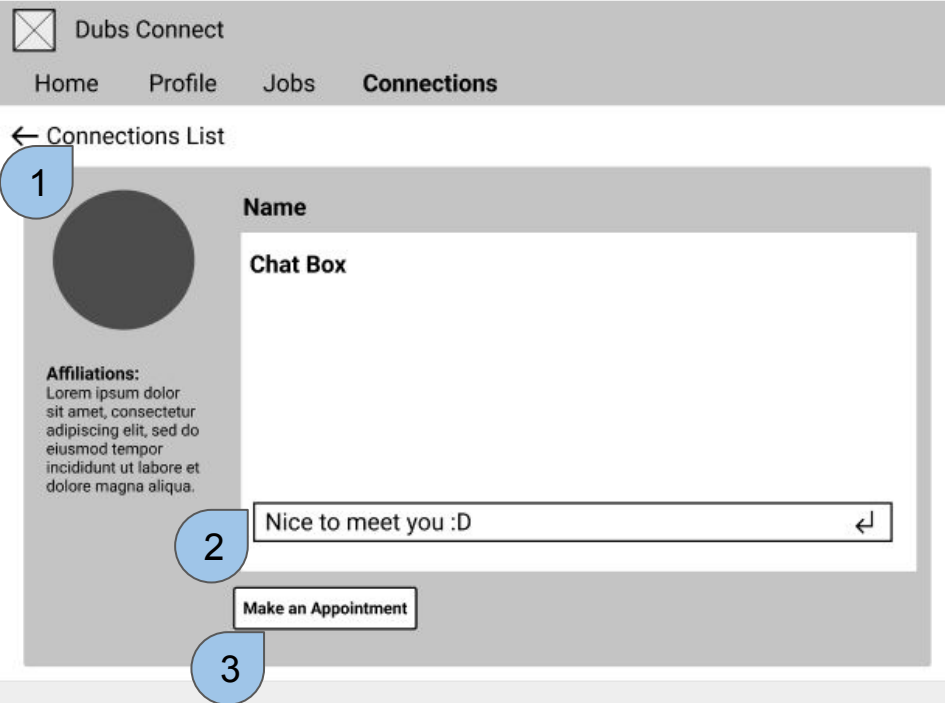 Dubs Connect
Home Profile Jobs Connections
← Connections List
1
Name
Chat Box
Affiliations:
Lorem ipsum dolor
sit amet, consectetur
adipiscing elit, sed do
eiusmod tempor
incididunt ut labore et
dolore magna aliqua.
Nice to meet you :D
2
Make an Appointment
3